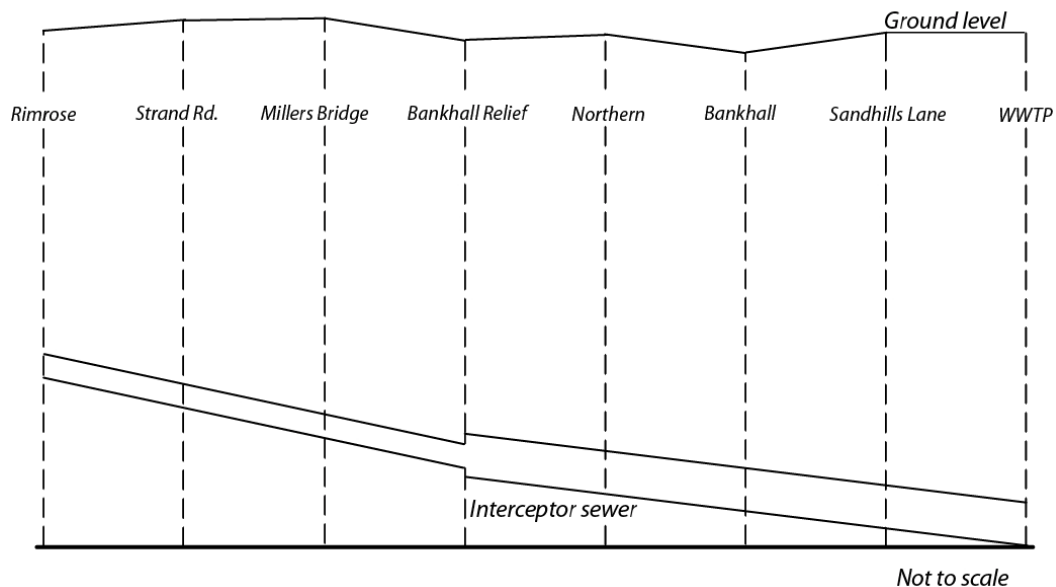 Ground level
Rimrose
Strand Rd.
Millers Bridge
Bankhall Relief
Northern
Bankhall
Sandhills Lane
WWTP
Interceptor sewer
Not to scale